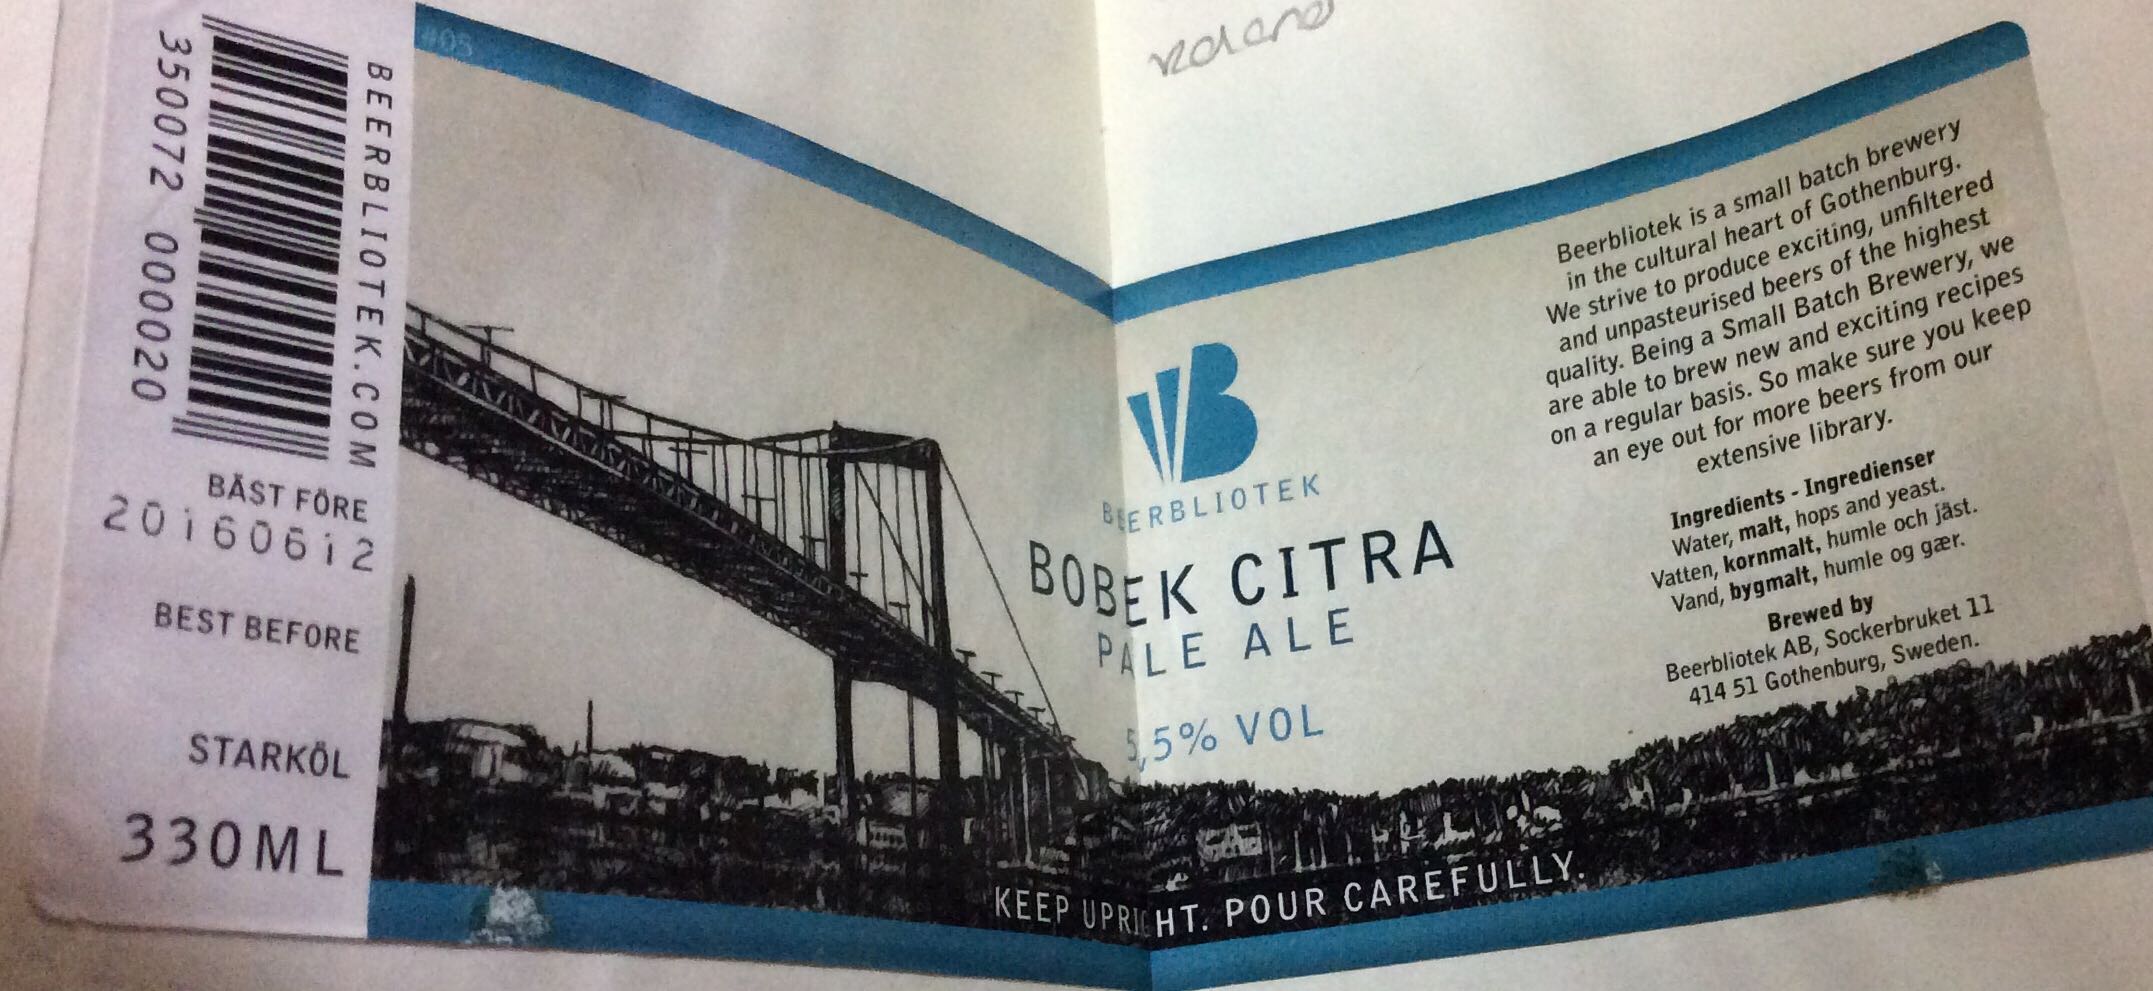 #05
BEERBLIOTEK.COM
350072 000020
BÄST FÖRE
20160612
BEST BEFORE
STARKÖL
330ML
BEERBLIOTEK
BOBEK CITRA
PALE ALE
5,5% VOL
KEEP UPRIGHT. POUR CAREFULLY.
Beerbliotek is a small batch brewery
in the cultural heart of Gothenburg.
We strive to produce exciting, unfiltered
and unpasteurised beers of the highest
quality. Being a Small Batch Brewery, we
are able to brew new and exciting recipes
on a regular basis. So make sure you keep
an eye out for more beers from our
extensive library.
Ingredients - Ingredienser
Water, malt, hops and yeast.
Vatten, kornmalt, humle och jäst.
Vand, bygmalt, humle og gær.
Brewed by
Beerbliotek AB, Sockerbruket 11
414 51 Gothenburg, Sweden.